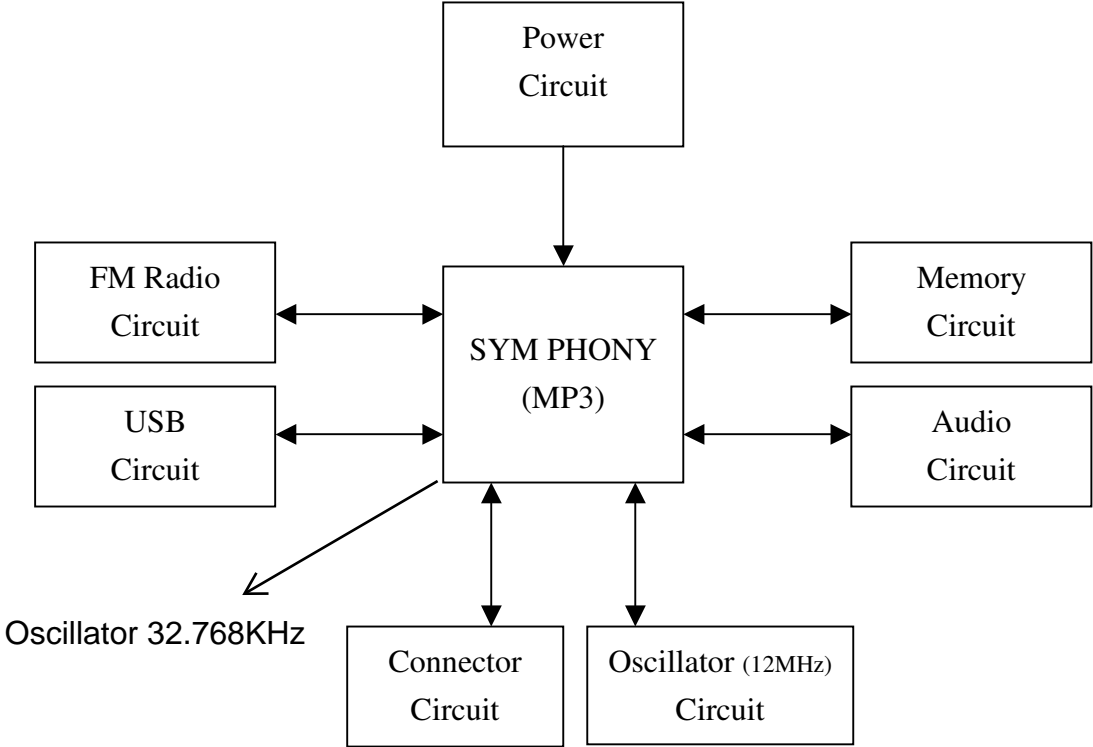 Power
Circuit
FM Radio
Circuit
Memory
Circuit
SYM PHONY
(MP3)
USB
Circuit
Audio
Circuit
Oscillator 32.768KHz
Connector
Circuit
Oscillator (12MHz)
Circuit